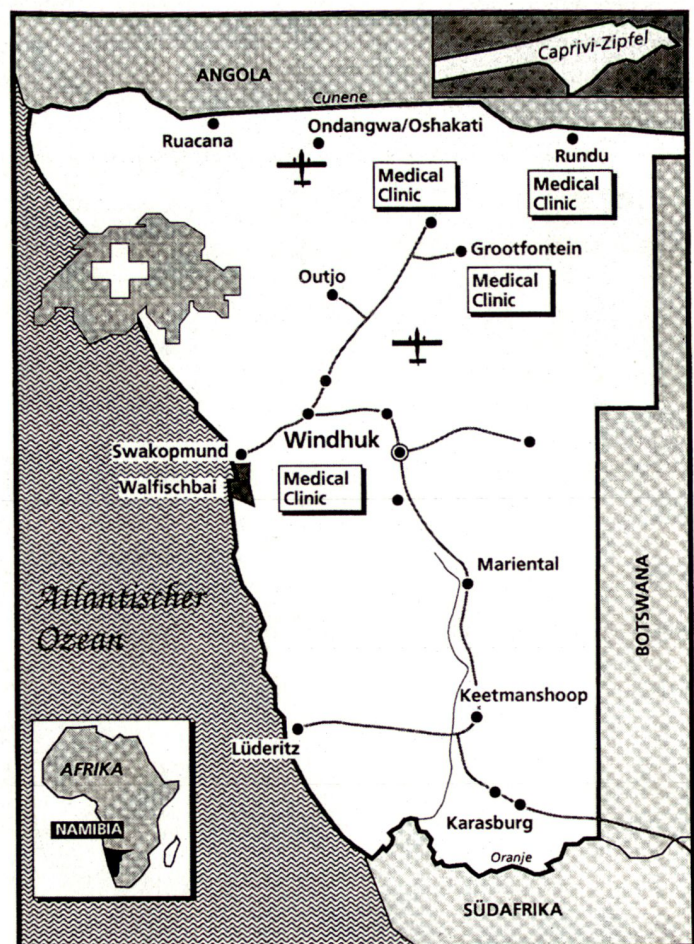 Caprivi-Zipfel
ANGOLA
Cunene
Ruacana
Ondangwa/Oshakati
Rundu
Medical
Clinic
Medical
Clinic
Grootfontein
Medical
Clinic
Outjo
Swakopmund
Windhuk
Walfischbai
Medical
Clinic
Atlantischer
Ozean
Mariental
BOTSWANA
Keetmanshoop
Lüderitz
AFRIKA
NAMIBIA
Karasburg
Oranje
SÜDAFRIKA